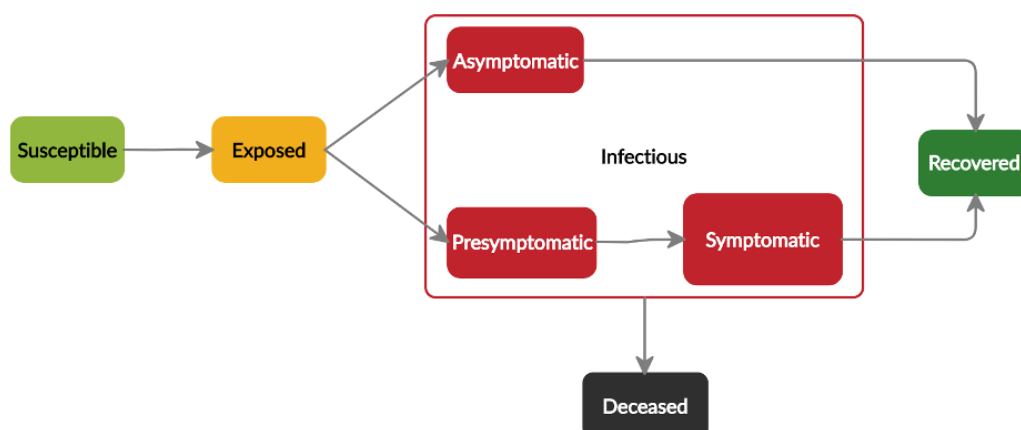 Asymptomatic
Susceptible
Exposed
Infectious
Recovered
Presymptomatic
Symptomatic
Deceased